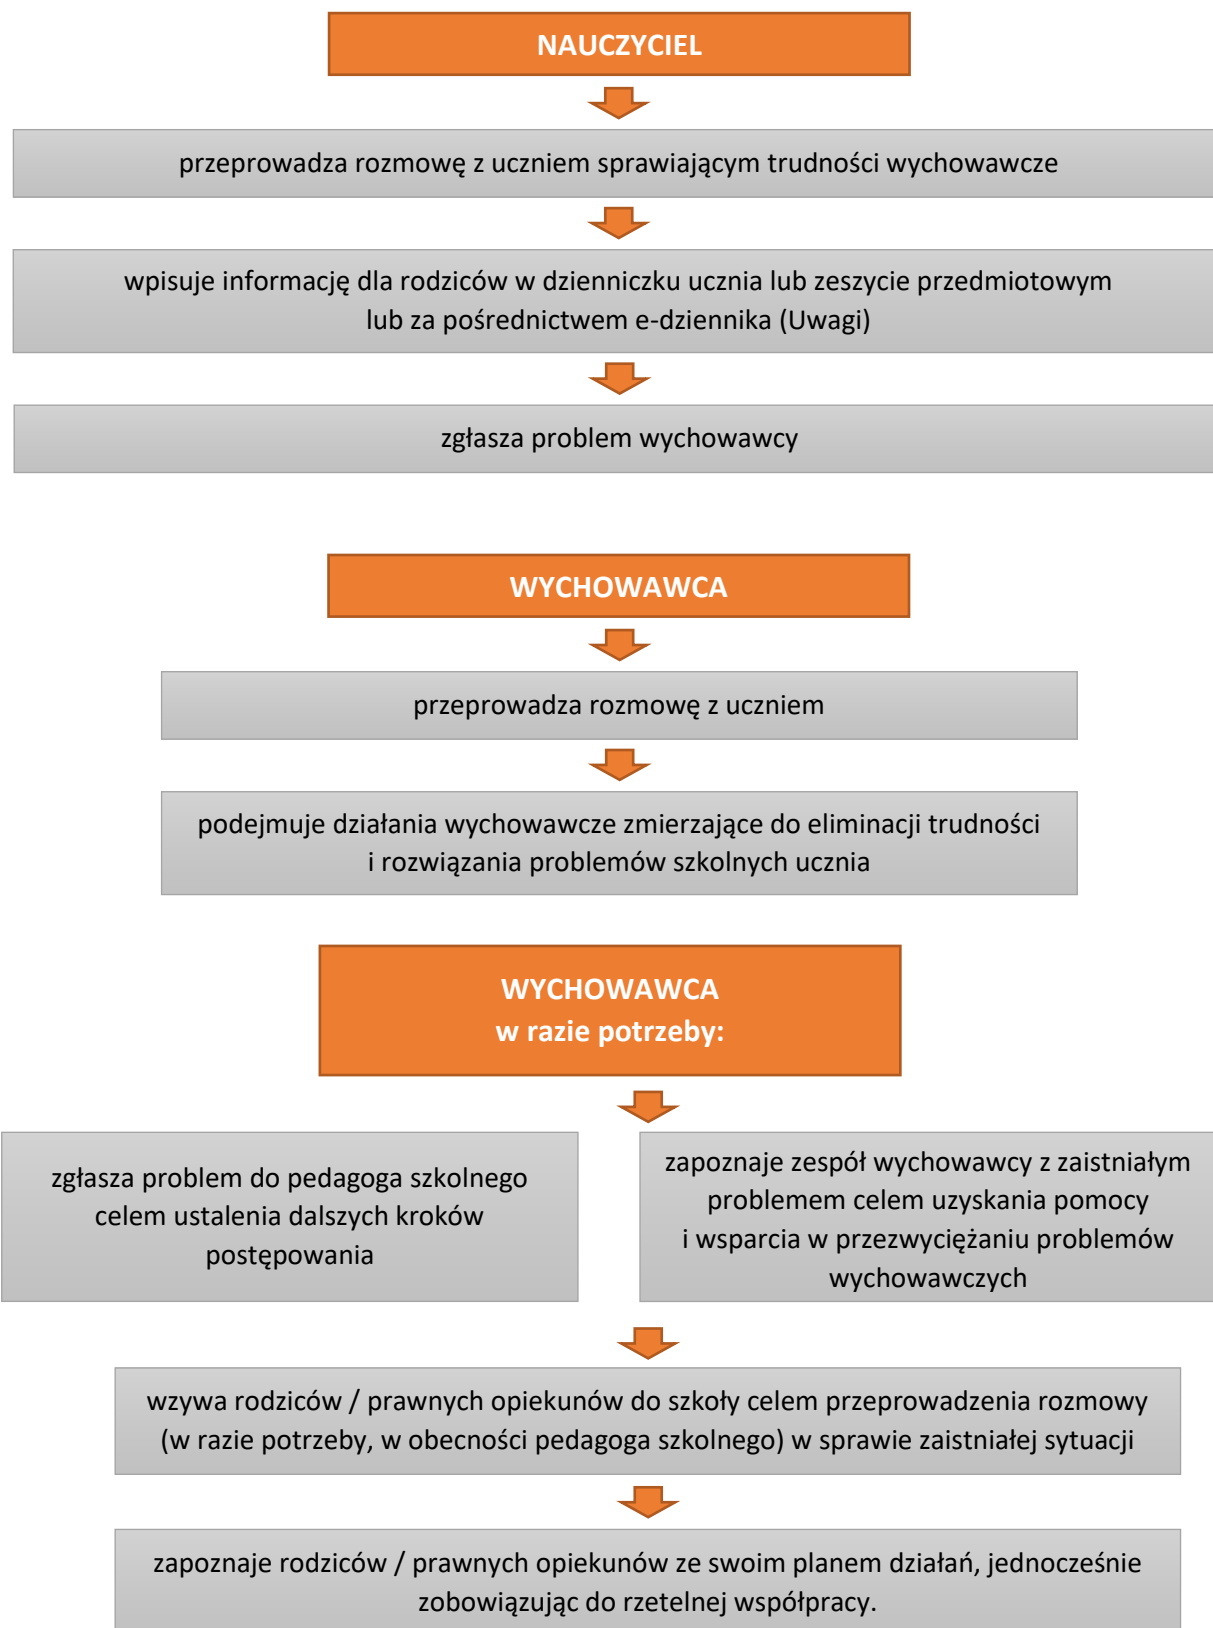 NAUCZYCIEL
przeprowadza rozmowę z uczniem sprawiającym trudności wychowawcze
wpisuje informację dla rodziców w dzienniczku ucznia lub zeszycie przedmiotowym
lub za pośrednictwem e-dziennika (Uwagi)
zgłasza problem wychowawcy
WYCHOWAWCA
przeprowadza rozmowę z uczniem
podejmuje działania wychowawcze zmierzające do eliminacji trudności
i rozwiązania problemów szkolnych ucznia
WYCHOWAWCA
w razie potrzeby:
zgłasza problem do pedagoga szkolnego
celem ustalenia dalszych kroków
postępowania
zapoznaje zespół wychowawcy z zaistniałym
problemem celem uzyskania pomocy
i wsparcia w przezwyciężaniu problemów
wychowawczych
wzywa rodziców / prawnych opiekunów do szkoły celem przeprowadzenia rozmowy
(w razie potrzeby, w obecności pedagoga szkolnego) w sprawie zaistniałej sytuacji
zapoznaje rodziców / prawnych opiekunów ze swoim planem działań, jednocześnie
zobowiązując do rzetelnej współpracy.